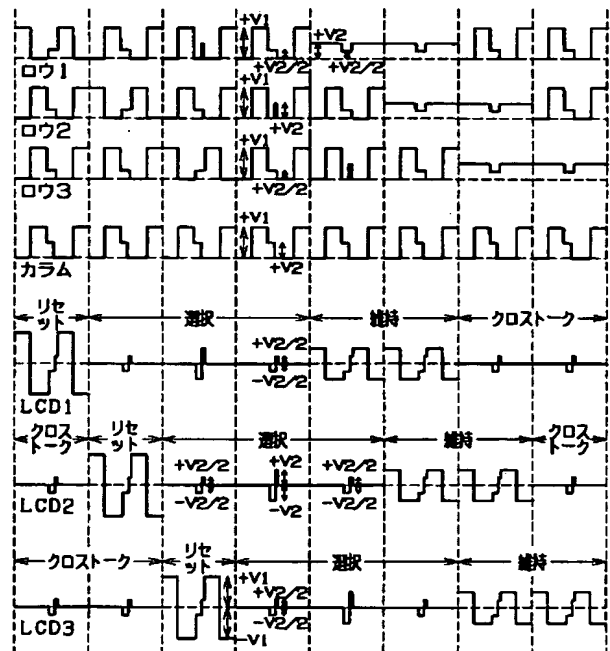 +V1
+V2
ロウ1
+V2/2
+V2/2
+V1
ロウ2
+V2
+V1
ロウ3
+V2/2
+V1
カラム
+V2
リセ
ット
選択
維持
クロストーク
+V2/2
-V2/2
LCD1
クロス
トーク
リセ
ット
選択
維持
クロス
トーク
+V2/2
+V2
+V2/2
LCD2
-V2/2
-V2
-V2/2
クロストーク
リセ
ット
選択
維持
+V1
+V2/2
-V2/2
LCD3
-V1